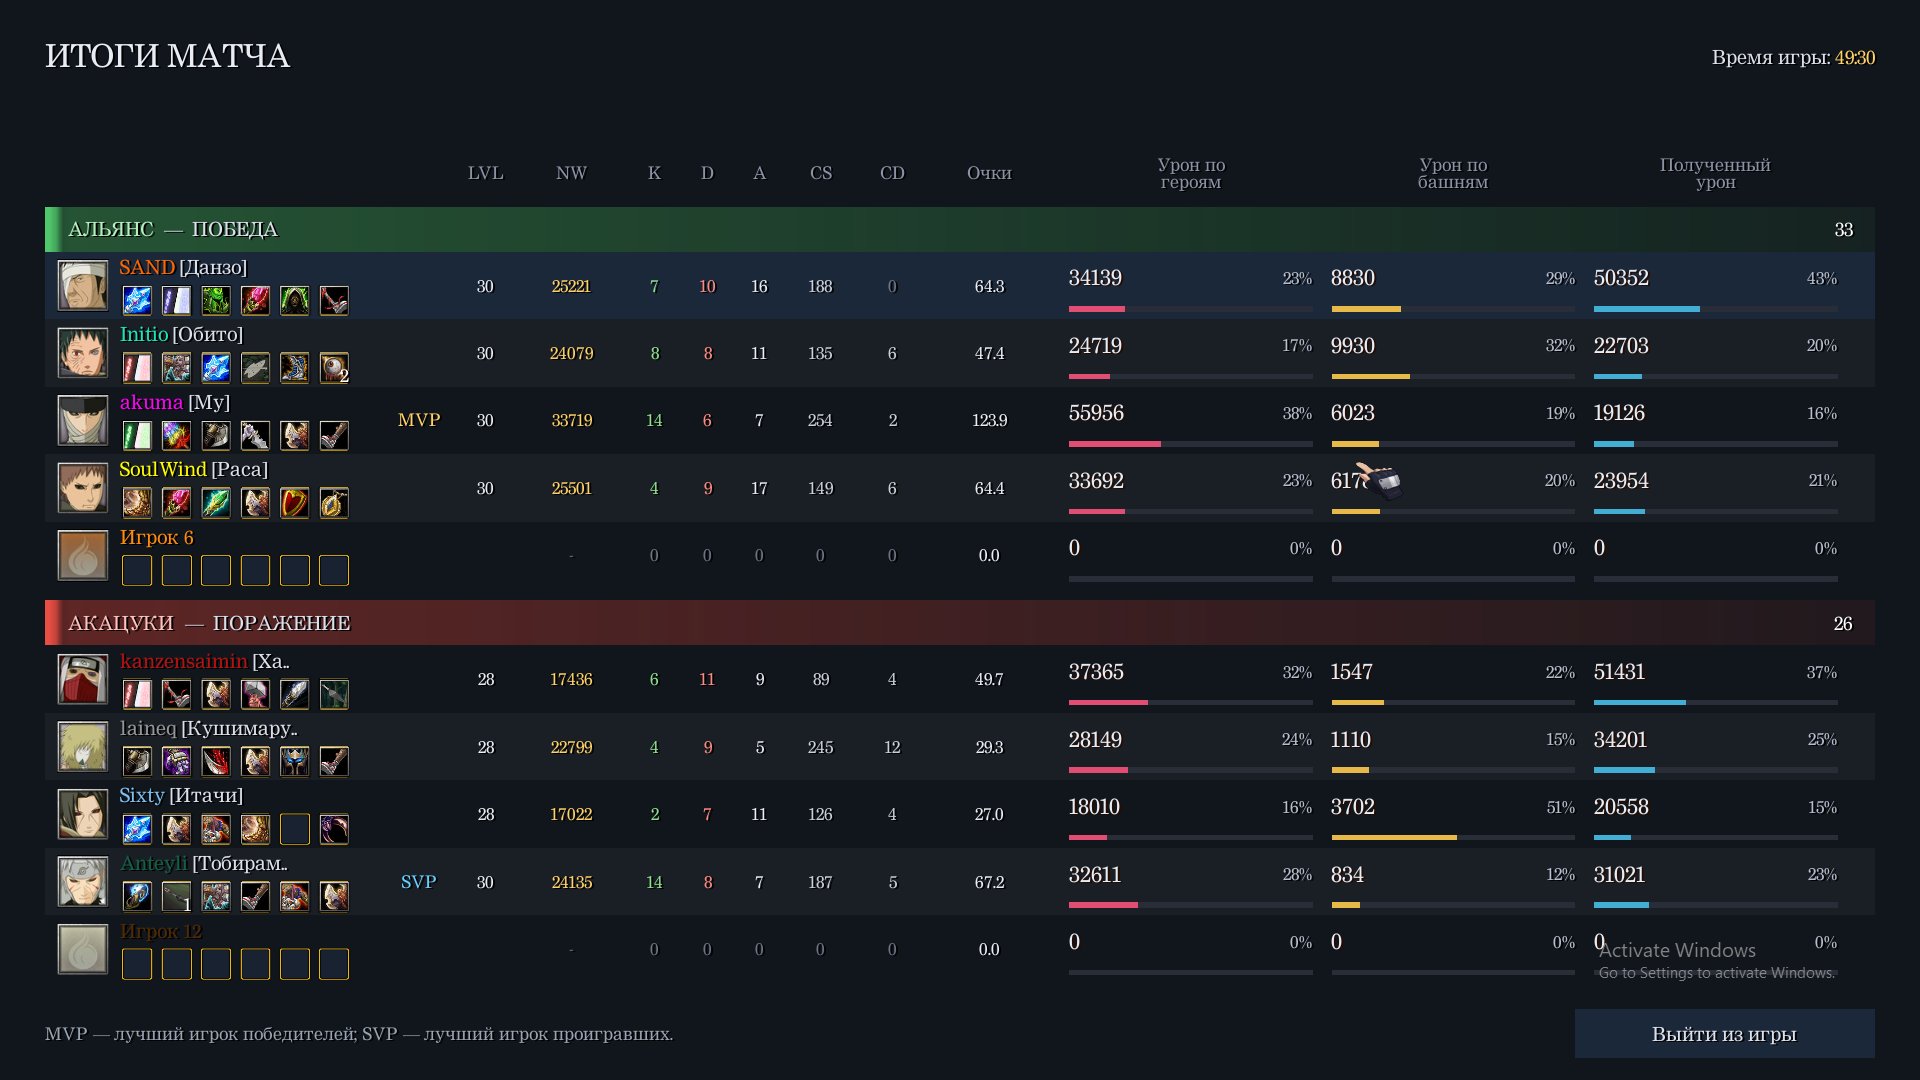 ИТОГИ МАТЧА
Время игры: 49:30
LVL NW K D A CS CD Очки Урон по героям Урон по башням Полученный урон
АЛЬЯНС — ПОБЕДА 33
SAND [Данзо] 30 25221 7 10 16 188 0 64.3 34139 23% 8830 29% 50352 43%
Initio [Обито] 2 30 24079 8 8 11 135 6 47.4 24719 17% 9930 32% 22703 20%
akuma [Му] MVP 30 33719 14 6 7 254 2 123.9 55956 38% 6023 19% 19126 16%
SoulWind [Раса] 30 25501 4 9 17 149 6 64.4 33692 23% 20% 23954 21%
Игрок 6 - 0 0 0 0 0 0.0 0 0% 0 0% 0 0%
АКАЦУКИ — ПОРАЖЕНИЕ 26
kanzensaimin [Ха.. 28 17436 6 11 9 89 4 49.7 37365 32% 1547 22% 51431 37%
laineq [Кушимару.. 28 22799 4 9 5 245 12 29.3 28149 24% 1110 15% 34201 25%
Sixty [Итачи] 28 17022 2 7 11 126 4 27.0 18010 16% 3702 51% 20558 15%
Anteyli [Тобирам.. 1 SVP 30 24135 14 8 7 187 5 67.2 32611 28% 834 12% 31021 23%
Игрок 12 - 0 0 0 0 0 0.0 0 0% 0 0% 0 0%
Activate Windows
Go to Settings to activate Windows.
MVP — лучший игрок победителей; SVP — лучший игрок проигравших.
Выйти из игры